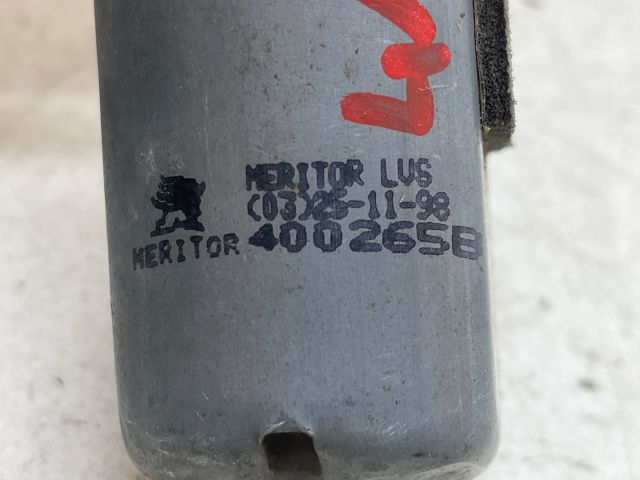 MERITOR LVS
(03)25-11-98
MERITOR 400265B